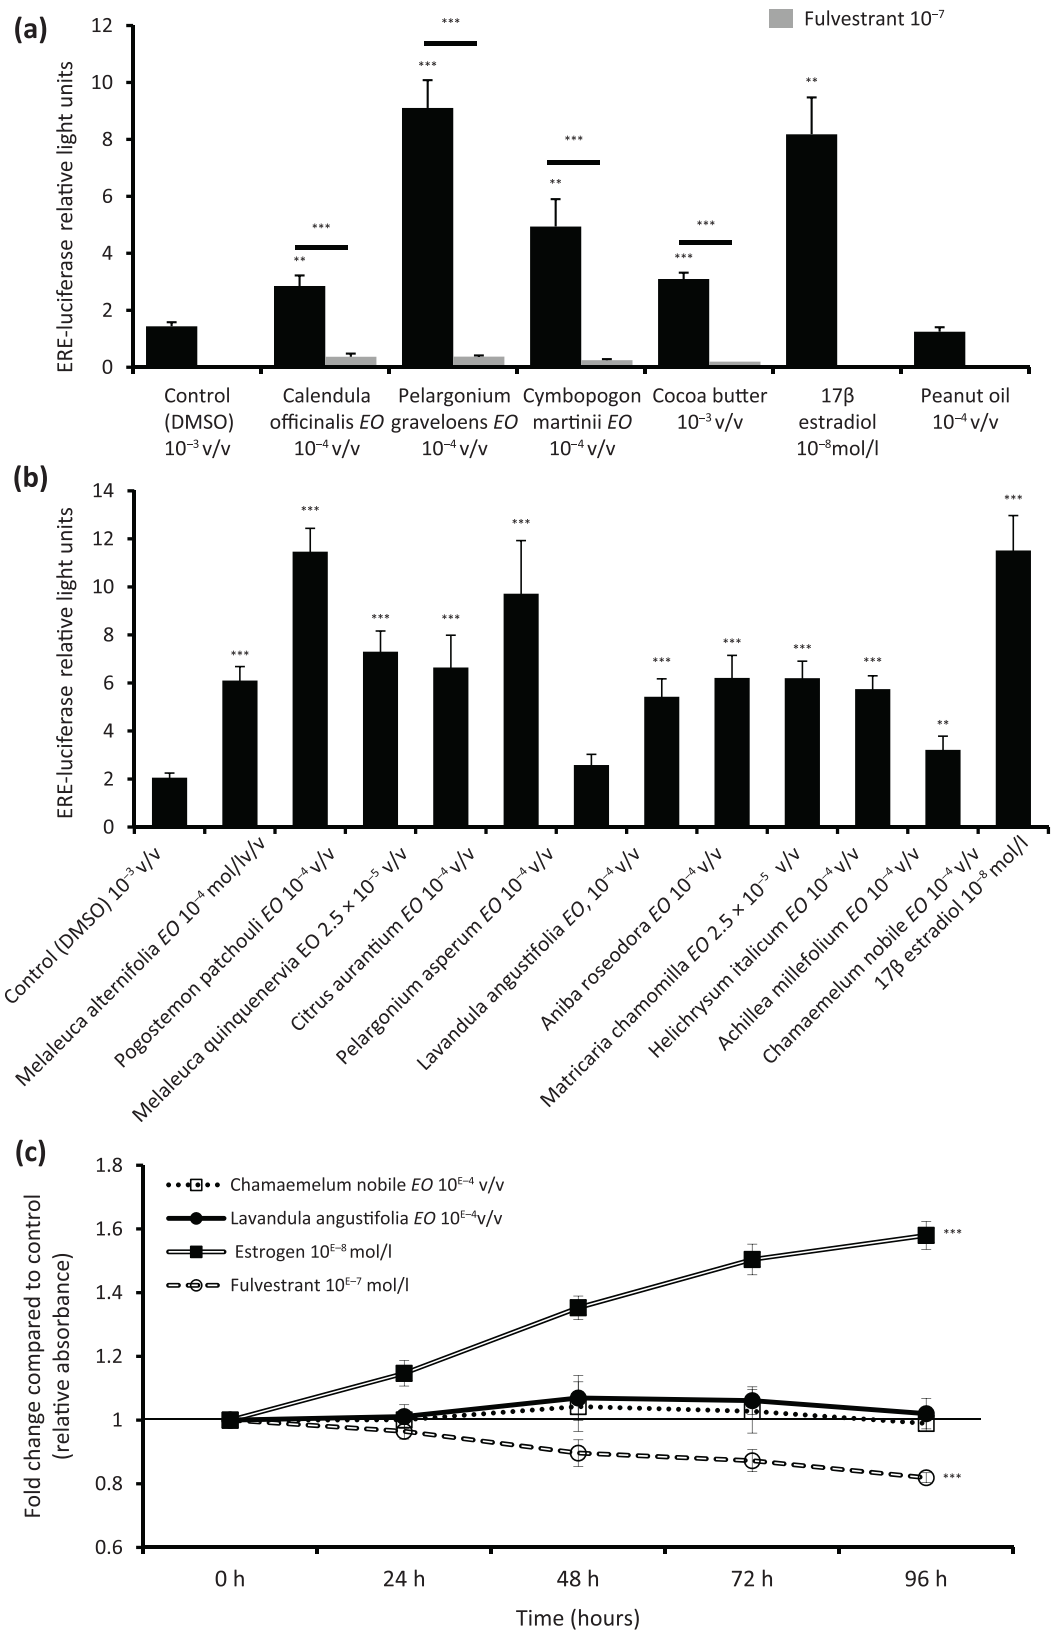 (a)
Fulvestrant 10⁻⁷
ERE-luciferase relative light units
12
10
8
6
4
2
0
**
***
***
***
**
***
***
***
**
Control
(DMSO)
10⁻³ v/v
Calendula
officinalis EO
10⁻⁴ v/v
Pelargonium
graveloens EO
10⁻⁴ v/v
Cymbopogon
martinii EO
10⁻⁴ v/v
Cocoa butter
10⁻³ v/v
17β
estradiol
10⁻⁸mol/l
Peanut oil
10⁻⁴ v/v
(b)
ERE-luciferase relative light units
14
12
10
8
6
4
2
0
***
***
***
***
***
***
***
***
***
**
***
Control (DMSO) 10⁻³ v/v
Melaleuca alternifolia EO 10⁻⁴ mol/lv/v
Pogostemon patchouli EO 10⁻⁴ v/v
Melaleuca quinquenervia EO 2.5 × 10⁻⁵ v/v
Citrus aurantium EO 10⁻⁴ v/v
Pelargonium asperum EO 10⁻⁴ v/v
Lavandula angustifolia EO, 10⁻⁴ v/v
Aniba roseodora EO 10⁻⁴ v/v
Matricaria chamomilla EO 2.5 × 10⁻⁵ v/v
Helichrysum italicum EO 10⁻⁴ v/v
Achillea millefolium EO 10⁻⁴ v/v
Chamaemelum nobile EO 10⁻⁴ v/v
17β estradiol 10⁻⁸ mol/l
(c)
Fold change compared to control
(relative absorbance)
1.8
1.6
1.4
1.2
1
0.8
0.6
Chamaemelum nobile EO 10ᴱ⁻⁴ v/v
Lavandula angustifolia EO 10ᴱ⁻⁴v/v
Estrogen 10ᴱ⁻⁸ mol/l
Fulvestrant 10ᴱ⁻⁷ mol/l
***
***
0 h
24 h
48 h
72 h
96 h
Time (hours)